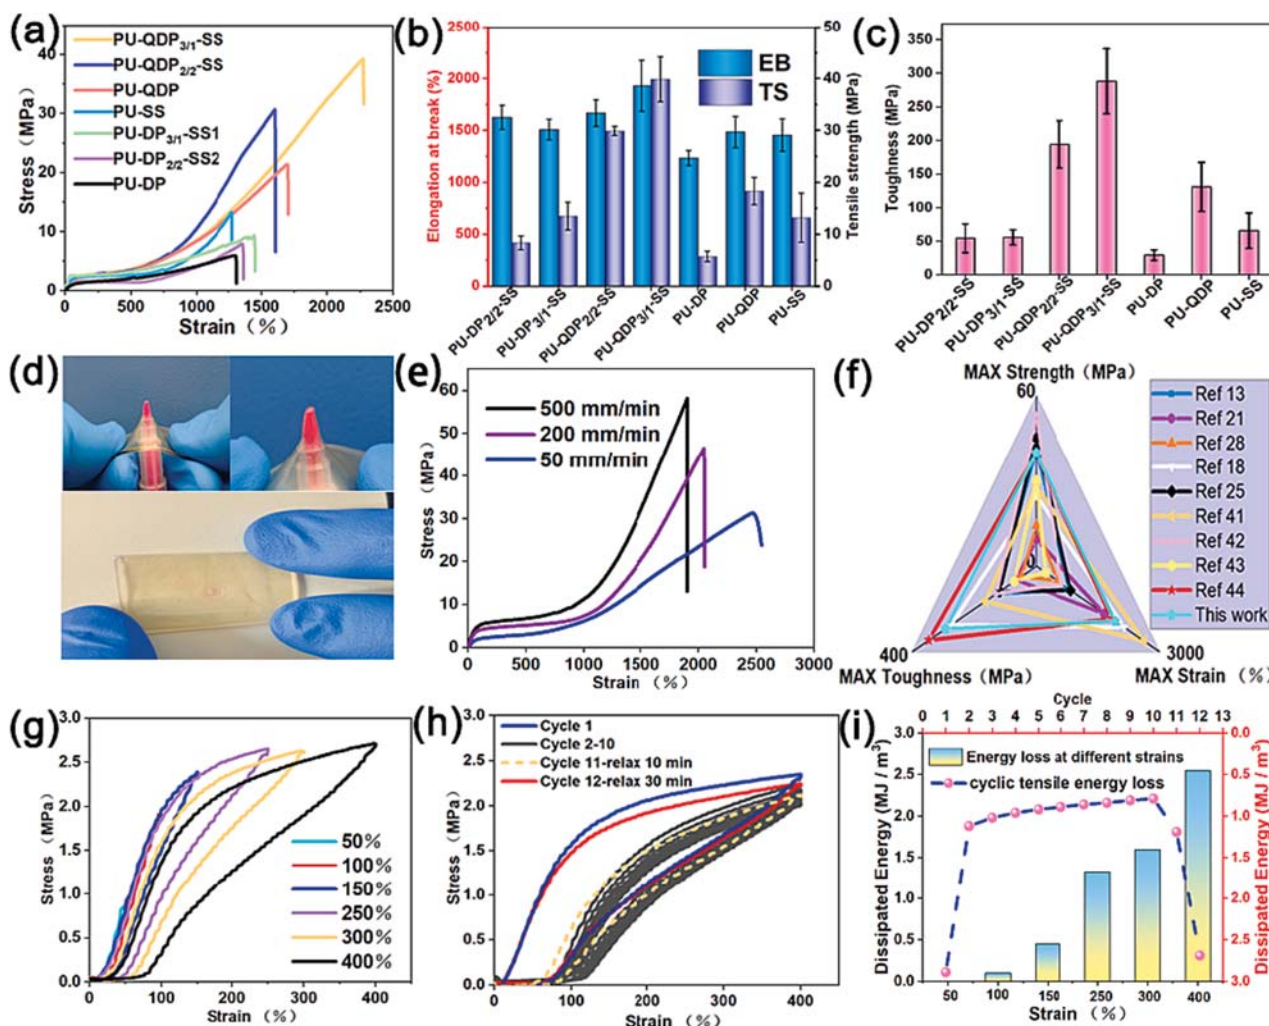 (a)
PU-QDP3/1-SS
PU-QDP2/2-SS
PU-QDP
PU-SS
PU-DP3/1-SS1
PU-DP2/2-SS2
PU-DP
Stress（MPa）
40
30
20
10
0
0 500 1000 1500 2000 2500
Strain（%）
(b)
EB
TS
Elongation at break (%)
2500
2000
1500
1000
500
0
Tensile strength (MPa)
50
40
30
20
10
0
PU-DP2/2-SS
PU-DP3/1-SS
PU-QDP2/2-SS
PU-QDP3/1-SS
PU-DP
PU-QDP
PU-SS
(c)
Toughness (MPa)
350
300
250
200
150
100
50
0
PU-DP2/2-SS
PU-DP3/1-SS
PU-QDP2/2-SS
PU-QDP3/1-SS
PU-DP
PU-QDP
PU-SS
(d)
(e)
500 mm/min
200 mm/min
50 mm/min
Stress（MPa）
60
50
40
30
20
10
0
0 500 1000 1500 2000 2500 3000
Strain（%）
(f)
MAX Strength (MPa)
60
0
400
MAX Toughness（MPa）
3000
MAX Strain（%）
Ref 13
Ref 21
Ref 28
Ref 18
Ref 25
Ref 41
Ref 42
Ref 43
Ref 44
This work
(g)
Stress（MPa）
3.0
2.5
2.0
1.5
1.0
0.5
0.0
50%
100%
150%
250%
300%
400%
0 100 200 300 400
Strain（%）
(h)
Cycle 1
Cycle 2-10
Cycle 11-relax 10 min
Cycle 12-relax 30 min
Stress（MPa）
3.0
2.5
2.0
1.5
1.0
0.5
0.0
0 100 200 300 400
Strain（%）
(i)
Cycle
0 1 2 3 4 5 6 7 8 9 10 11 12 13
Energy loss at different strains
cyclic tensile energy loss
Dissipated Energy (MJ / m³)
3.0
2.5
2.0
1.5
1.0
0.5
0.0
Dissipated Energy (MJ / m³)
0.0
0.5
1.0
1.5
2.0
2.5
3.0
50 100 150 250 300 400
Strain（%）